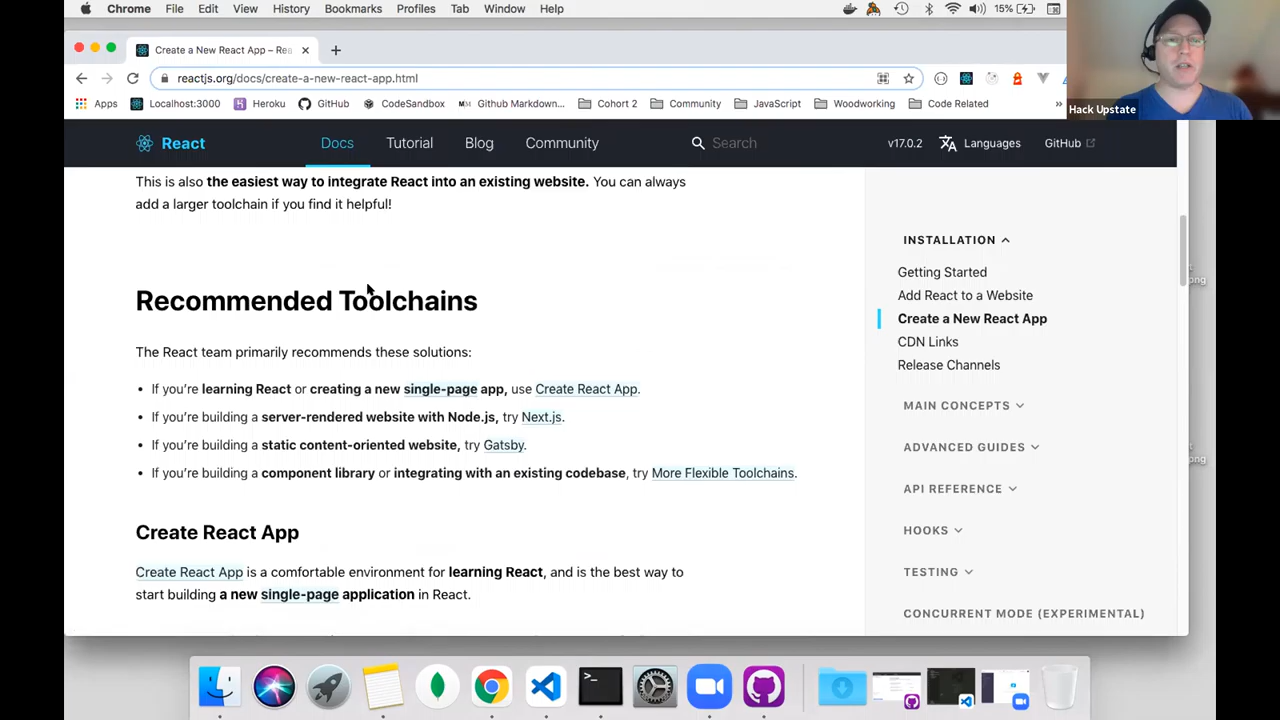 Chrome File Edit View History Bookmarks Profiles Tab Window Help 15%
Create a New React App – Rea
reactjs.org/docs/create-a-new-react-app.html
Apps Localhost:3000 Heroku GitHub CodeSandbox Github Markdown... Cohort 2 Community JavaScript Woodworking Code Related »
Hack Upstate
React Docs Tutorial Blog Community Search v17.0.2 Languages GitHub
This is also the easiest way to integrate React into an existing website. You can always
add a larger toolchain if you find it helpful!
Recommended Toolchains
The React team primarily recommends these solutions:
• If you’re learning React or creating a new single-page app, use Create React App.
• If you’re building a server-rendered website with Node.js, try Next.js.
• If you’re building a static content-oriented website, try Gatsby.
• If you’re building a component library or integrating with an existing codebase, try More Flexible Toolchains.
Create React App
Create React App is a comfortable environment for learning React, and is the best way to
start building a new single-page application in React.
INSTALLATION
Getting Started
Add React to a Website
Create a New React App
CDN Links
Release Channels
MAIN CONCEPTS
ADVANCED GUIDES
API REFERENCE
HOOKS
TESTING
CONCURRENT MODE (EXPERIMENTAL)
png
png